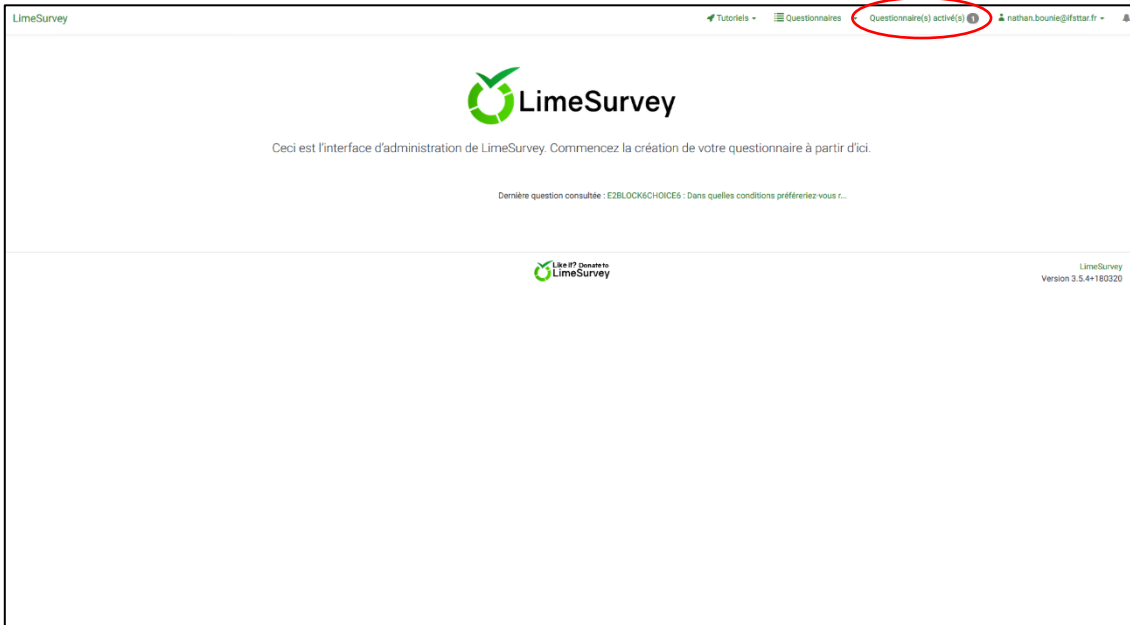 LimeSurvey
Tutoriels
Questionnaires
Questionnaire(s) activé(s) 1
nathan.bounie@ifsttar.fr
LimeSurvey
Ceci est l'interface d'administration de LimeSurvey. Commencez la création de votre questionnaire à partir d'ici.
Dernière question consultée : E2BLOCK6CHOICE6 : Dans quelles conditions préféreriez-vous r...
Like it? Donate to
LimeSurvey
LimeSurvey
Version 3.5.4+180320